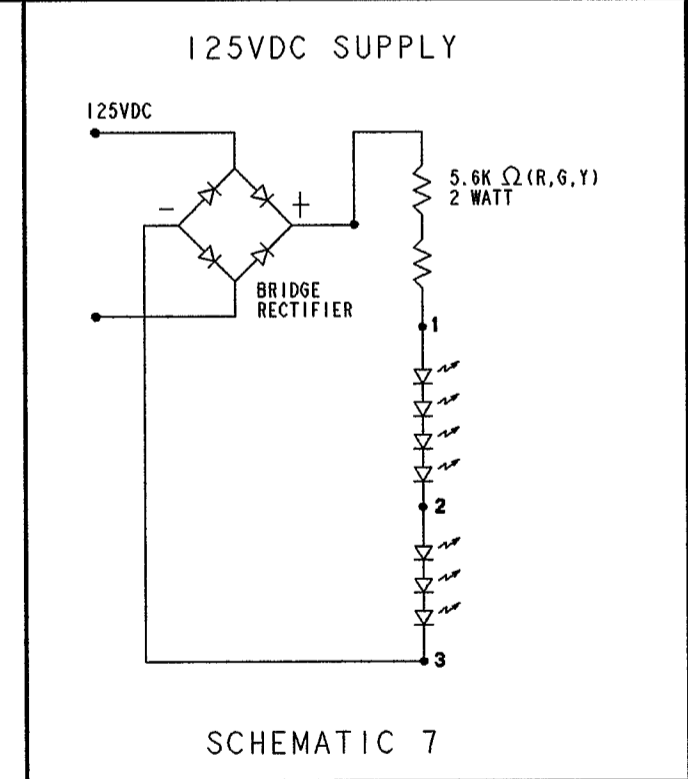 125VDC SUPPLY
125VDC
5.6K Ω(R,G,Y)
2 WATT
− +
BRIDGE
RECTIFIER
1
2
3
SCHEMATIC 7